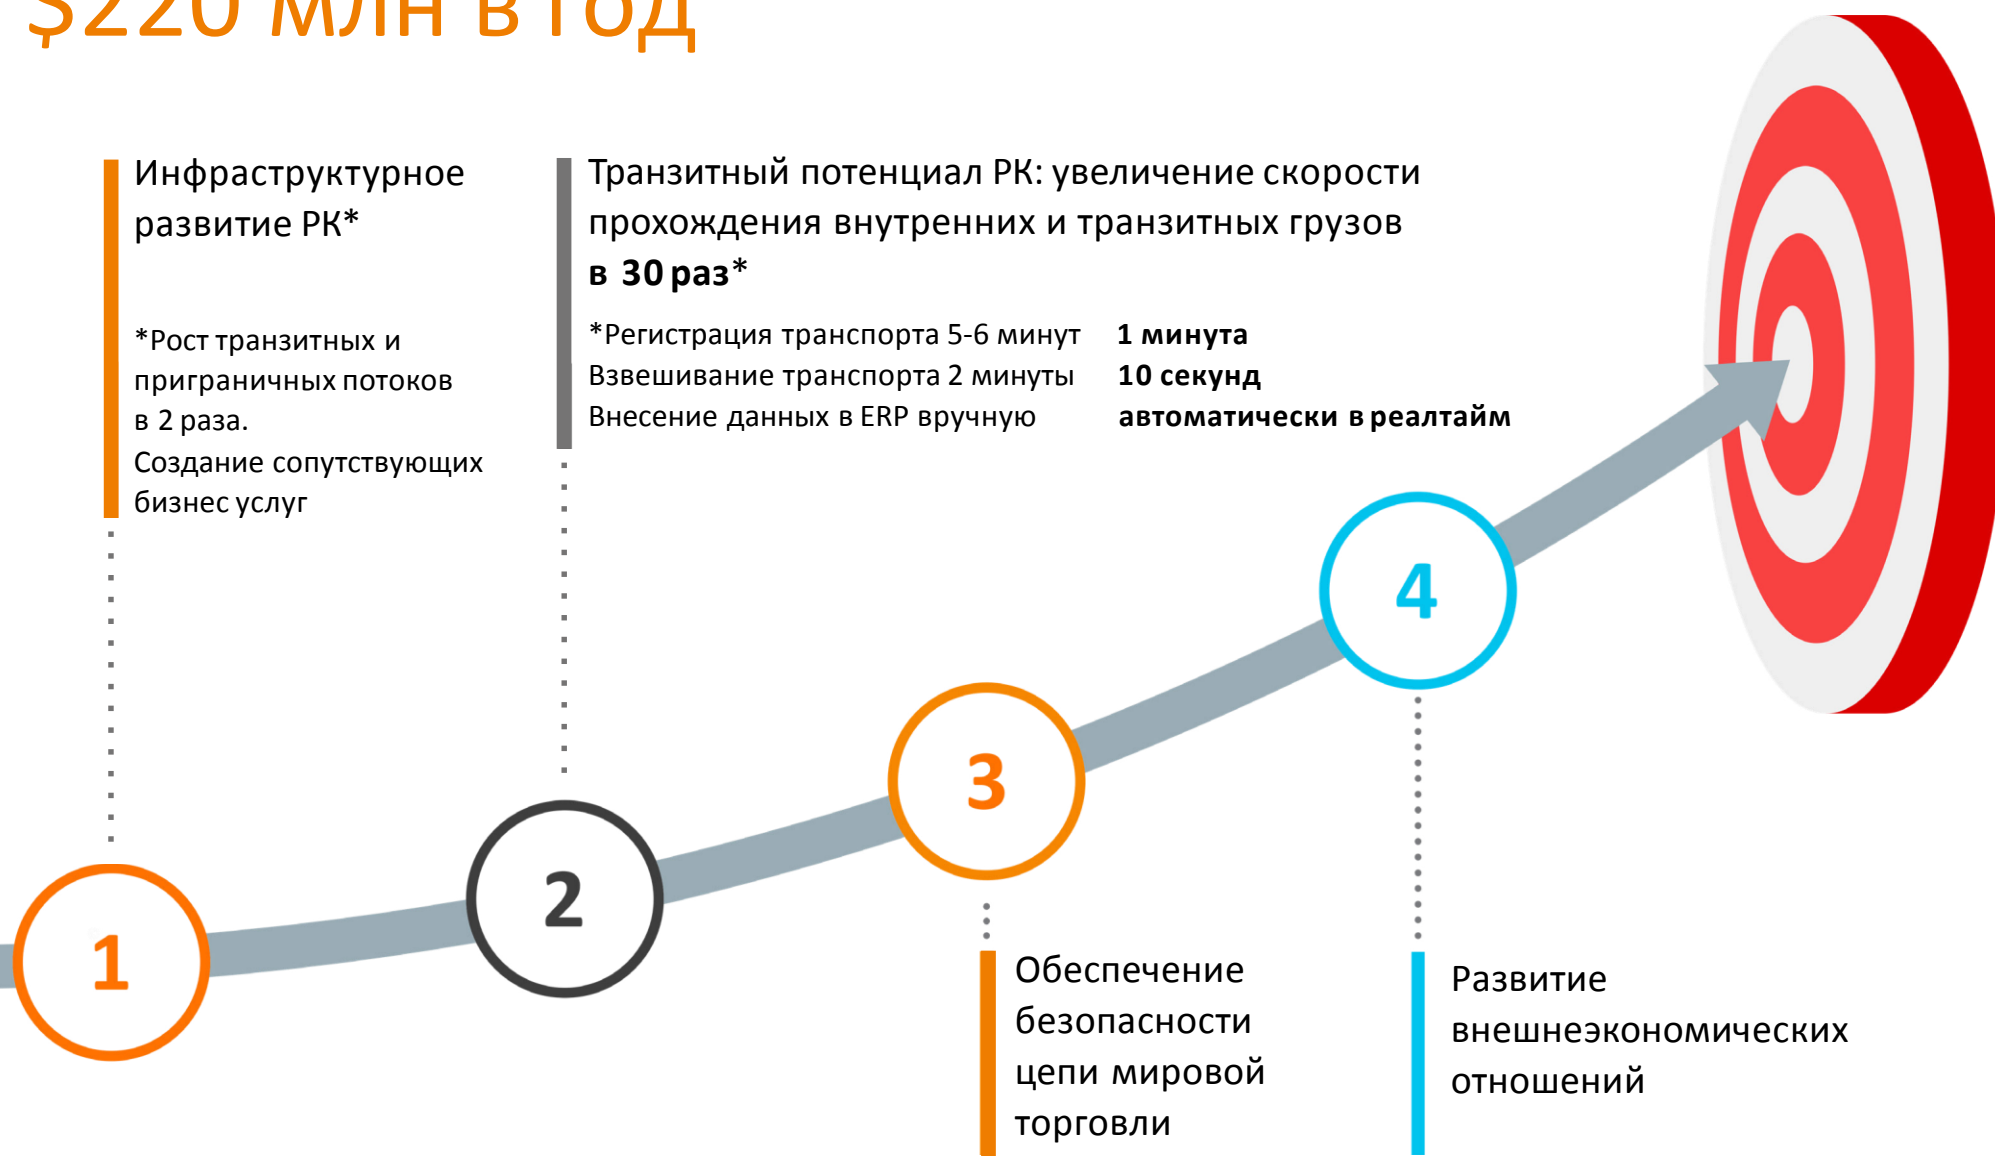 $220 млн в год
Инфраструктурное
развитие РК*
*Рост транзитных и
приграничных потоков
в 2 раза.
Создание сопутствующих
бизнес услуг
Транзитный потенциал РК: увеличение скорости
прохождения внутренних и транзитных грузов
в 30 раз*
*Регистрация транспорта 5-6 минут 1 минута
Взвешивание транспорта 2 минуты 10 секунд
Внесение данных в ERP вручную автоматически в реалтайм
4
3
2
1
Обеспечение
безопасности
цепи мировой
торговли
Развитие
внешнеэкономических
отношений